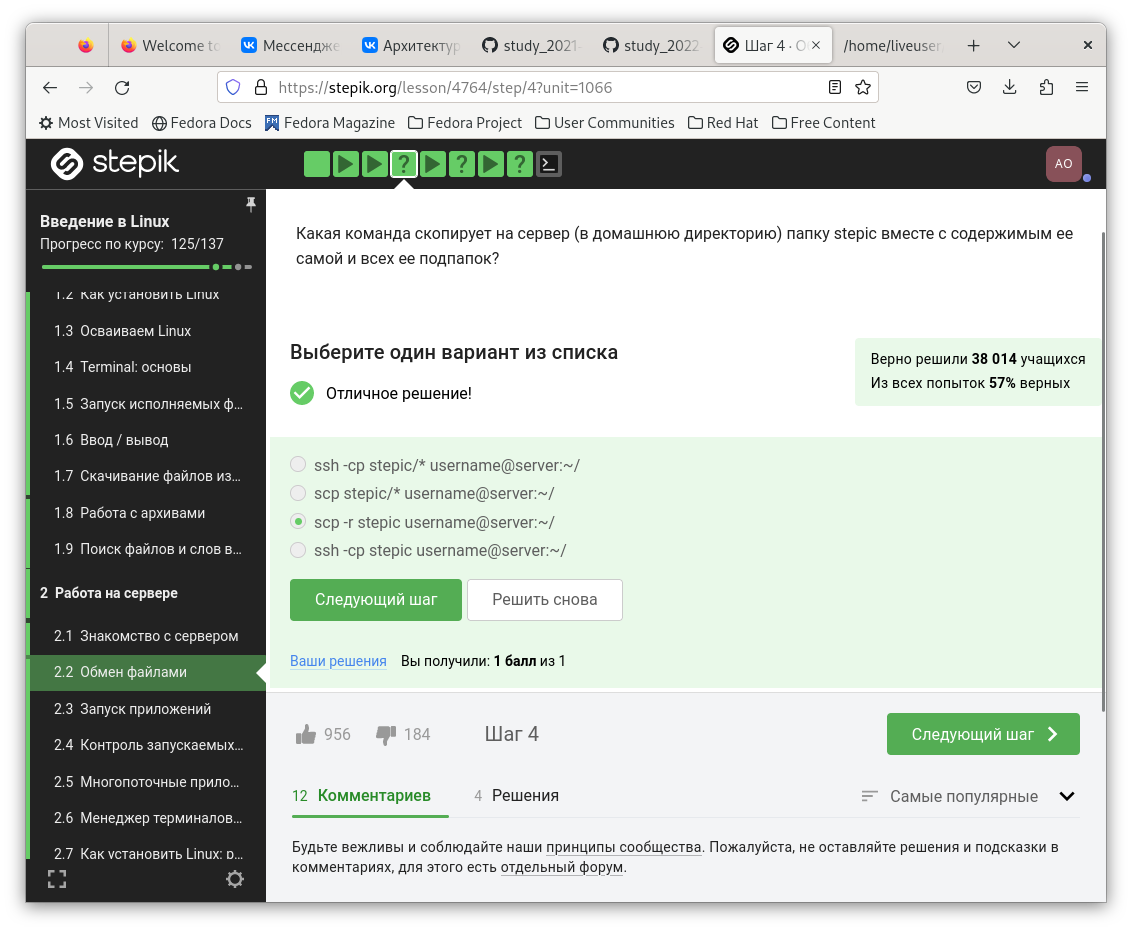 Welcome to
Мессендже
Архитектур
study_2021-
study_2022
Шаг 4 · О
/home/liveuser
https://stepik.org/lesson/4764/step/4?unit=1066
Most Visited
Fedora Docs
Fedora Magazine
Fedora Project
User Communities
Red Hat
Free Content
stepik
AO
Введение в Linux
Прогресс по курсу: 125/137
1.2 Как установить Linux
1.3 Осваиваем Linux
1.4 Terminal: основы
1.5 Запуск исполняемых ф...
1.6 Ввод / вывод
1.7 Скачивание файлов из...
1.8 Работа с архивами
1.9 Поиск файлов и слов в...
2 Работа на сервере
2.1 Знакомство с сервером
2.2 Обмен файлами
2.3 Запуск приложений
2.4 Контроль запускаемых...
2.5 Многопоточные прило...
2.6 Менеджер терминалов...
2.7 Как установить Linux: р...
Какая команда скопирует на сервер (в домашнюю директорию) папку stepic вместе с содержимым ее
самой и всех ее подпапок?
Выберите один вариант из списка
Отличное решение!
Верно решили 38 014 учащихся
Из всех попыток 57% верных
ssh -cp stepic/* username@server:~/
scp stepic/* username@server:~/
scp -r stepic username@server:~/
ssh -cp stepic username@server:~/
Следующий шаг
Решить снова
Ваши решения Вы получили: 1 балл из 1
956
184
Шаг 4
Следующий шаг
12 Комментариев
4 Решения
Самые популярные
Будьте вежливы и соблюдайте наши принципы сообщества. Пожалуйста, не оставляйте решения и подсказки в
комментариях, для этого есть отдельный форум.